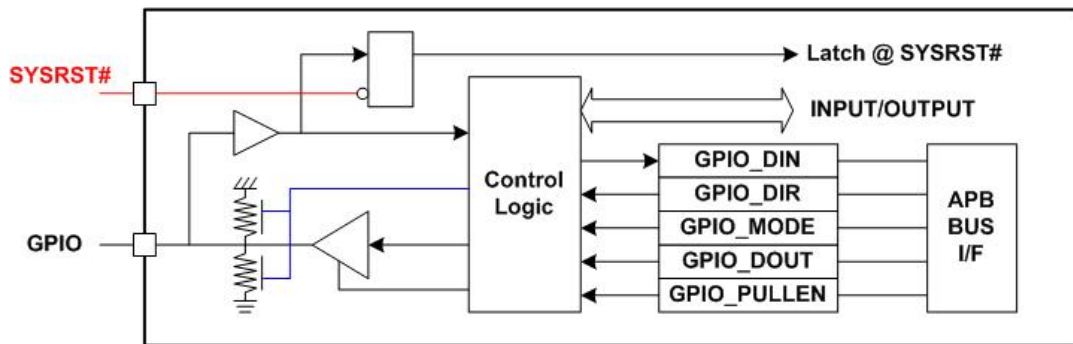 SYSRST#
Latch @ SYSRST#
INPUT/OUTPUT
Control
Logic
GPIO_DIN
GPIO_DIR
GPIO_MODE
GPIO_DOUT
GPIO_PULLEN
APB
BUS
I/F
GPIO